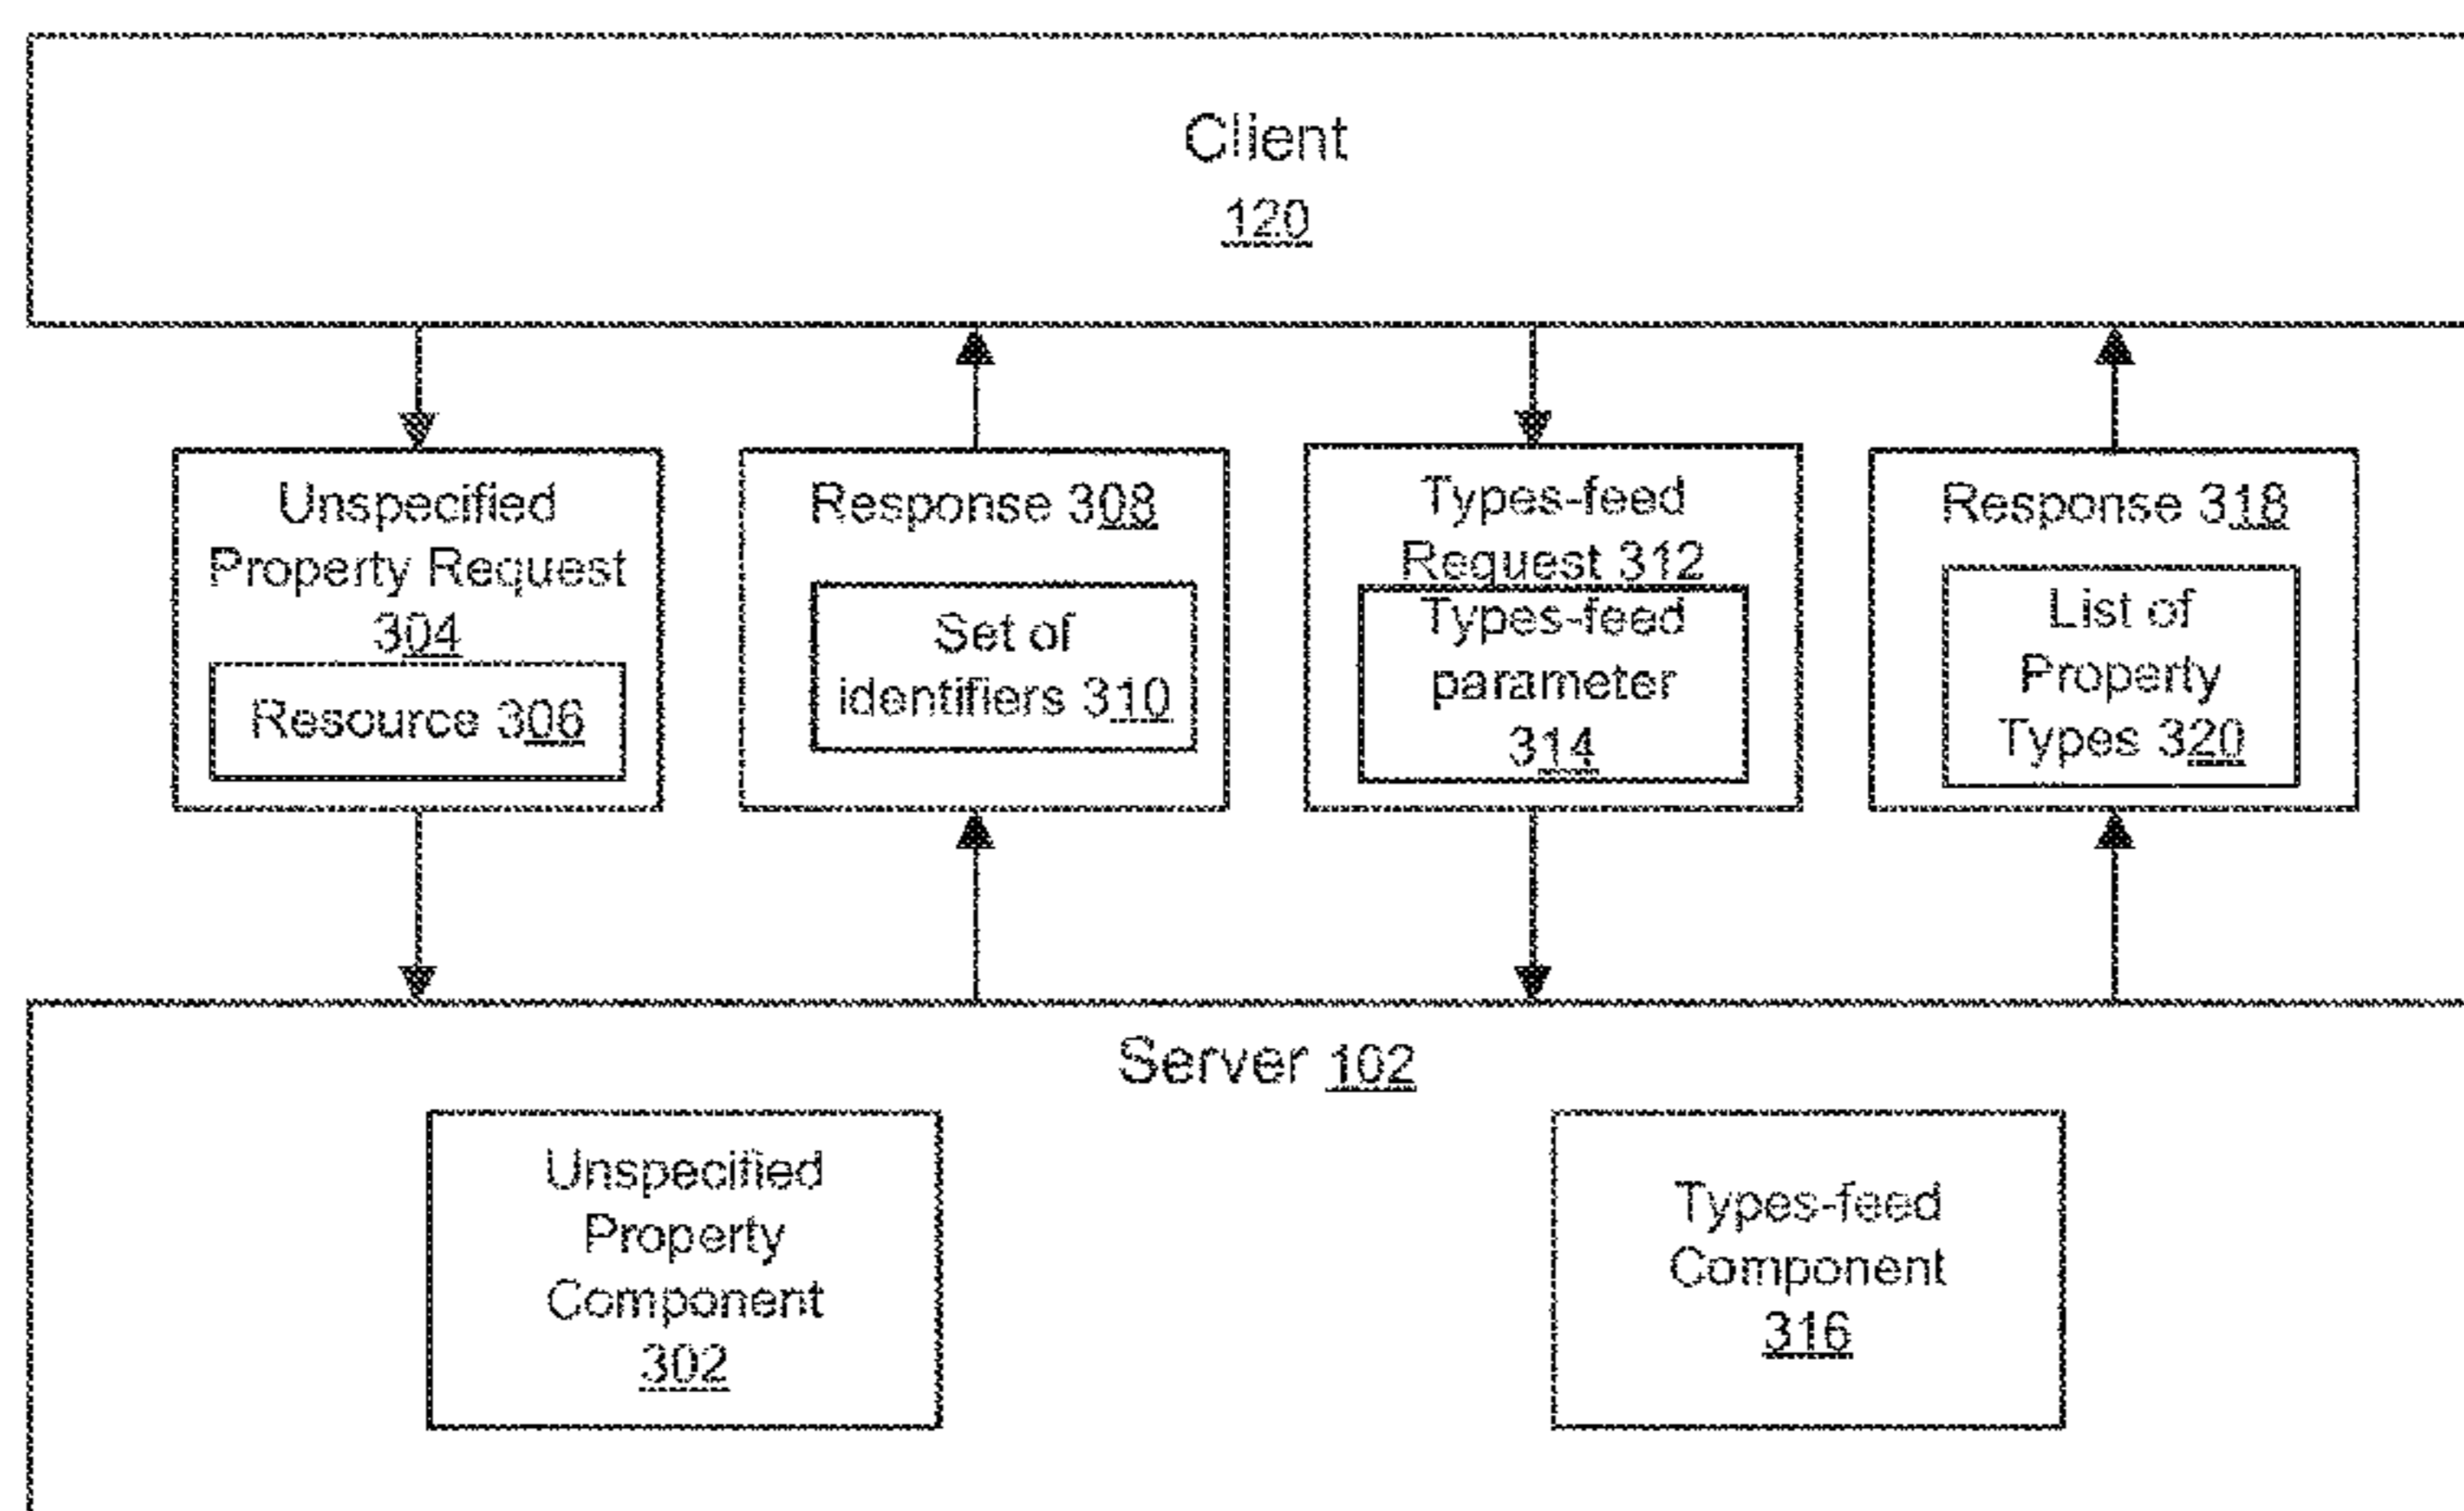 Client
120
Unspecified
Property Request
304
Resource 306
Response 308
Set of
identifiers 310
Types-feed
Request 312
Types-feed
parameter
314
Response 318
List of
Property
Types 320
Server 102
Unspecified
Property
Component
302
Types-feed
Component
316